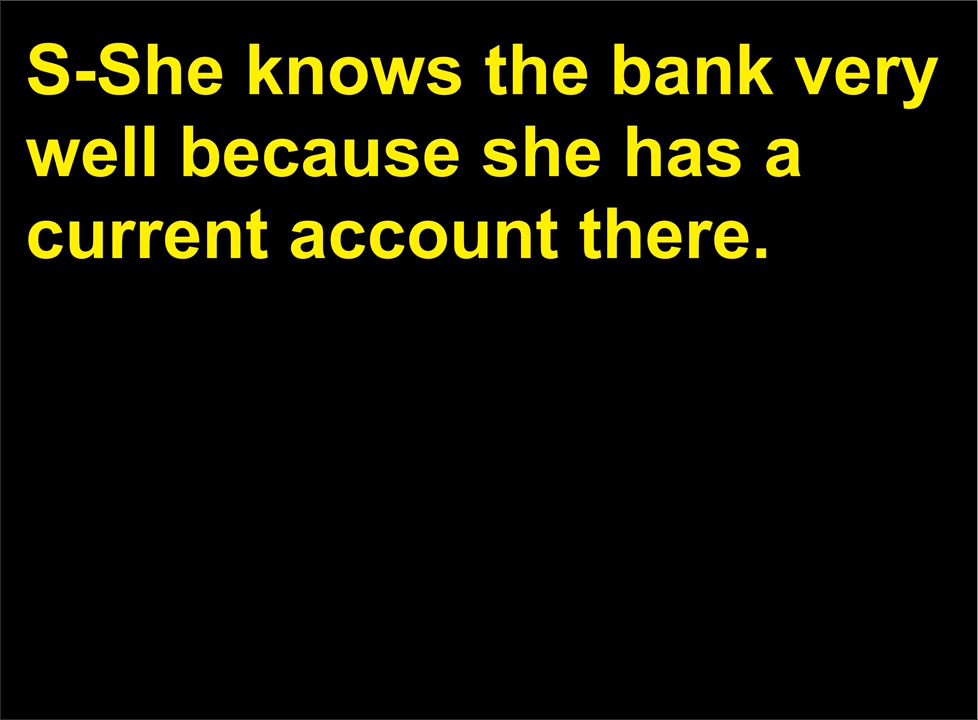 S-She knows the bank very
well because she has a
current account there.